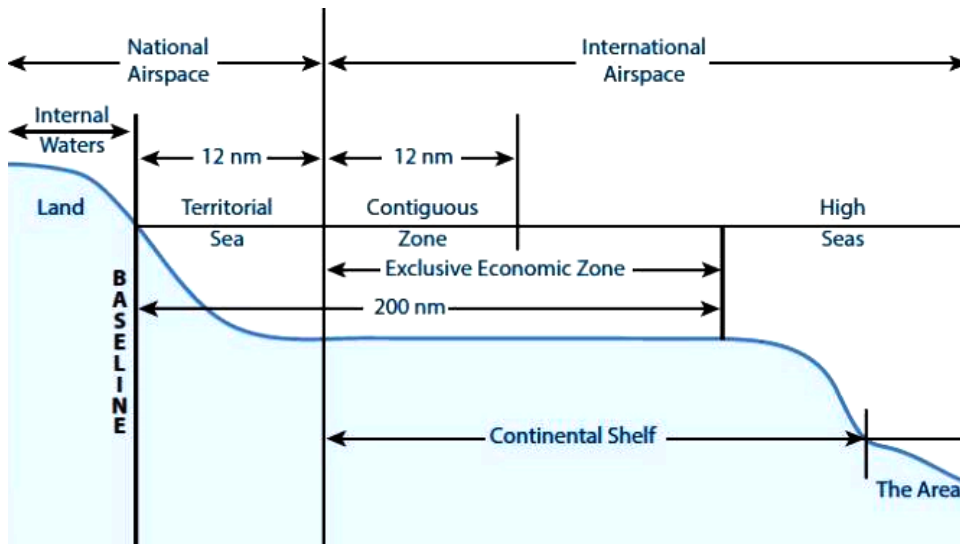 National
Airspace
International
Airspace
Internal
Waters
12 nm
12 nm
Land
Territorial
Sea
Contiguous
Zone
High
Seas
Exclusive Economic Zone
200 nm
BASELINE
Continental Shelf
The Area